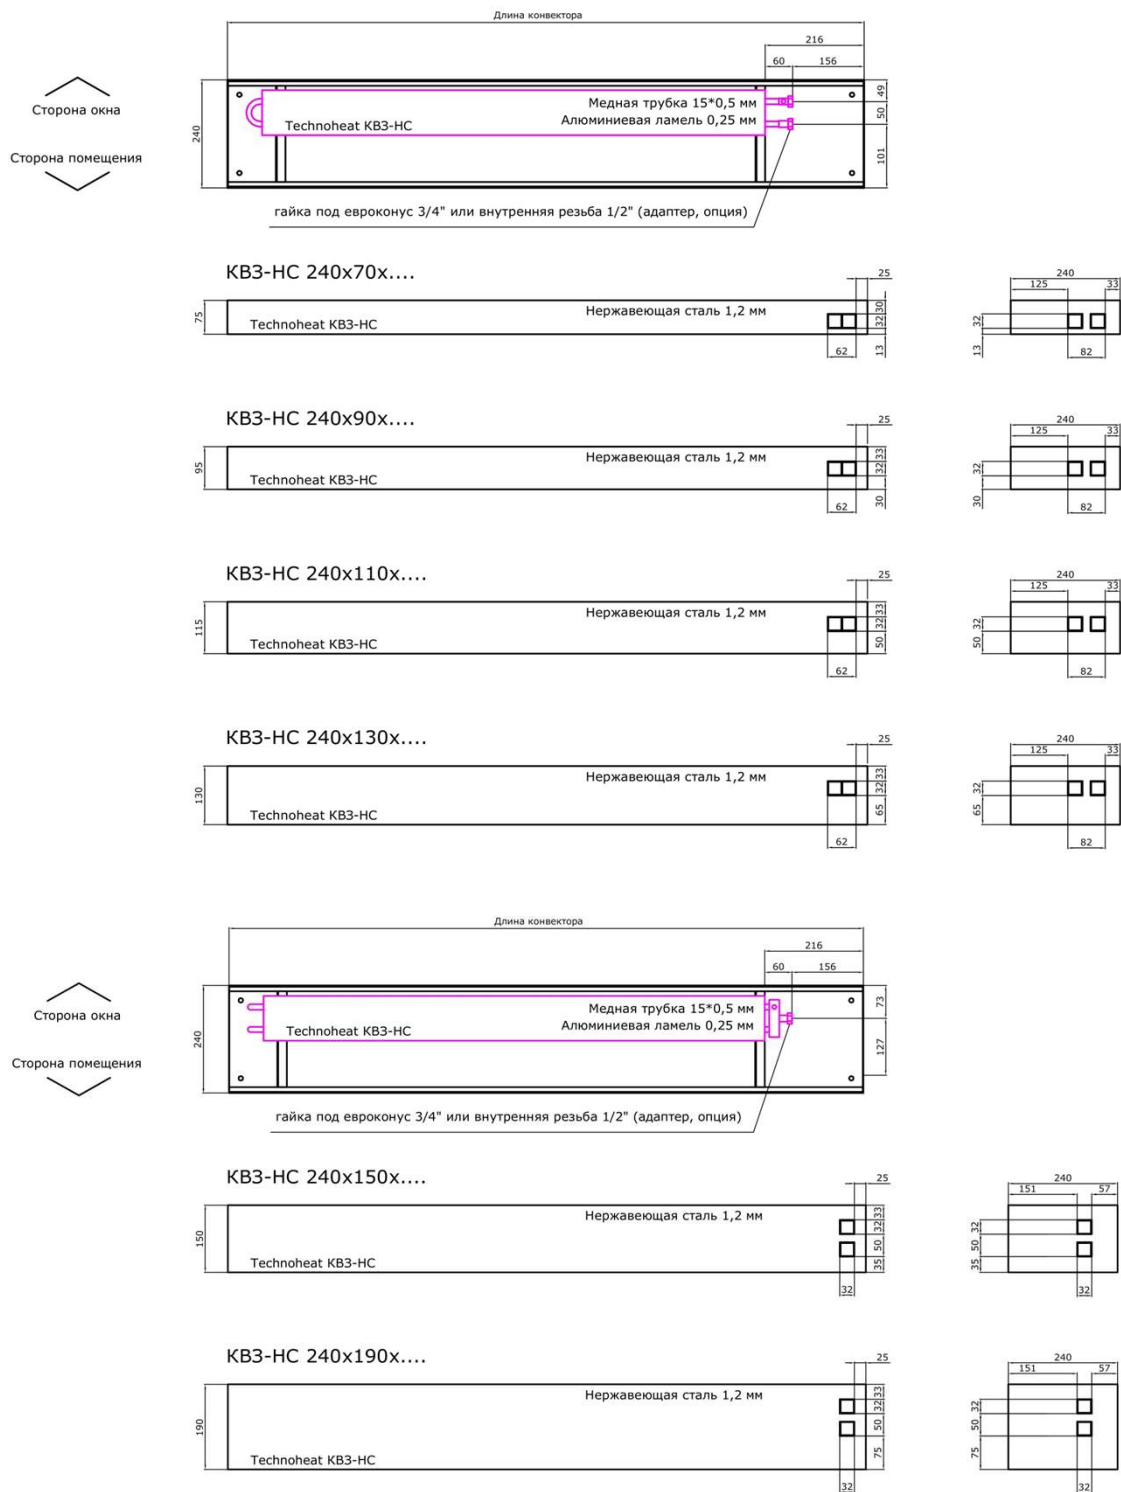 Длина конвектора
216
60 156
Сторона окна
Сторона помещения
240
Медная трубка 15*0,5 мм
Алюминиевая ламель 0,25 мм
Technoheat КВЗ-НС
49
50
101
гайка под евроконус 3/4" или внутренняя резьба 1/2" (адаптер, опция)
КВЗ-НС 240х70х....
25
240
125 33
75
Нержавеющая сталь 1,2 мм
Technoheat КВЗ-НС
30
32
13
62
32
13
82
КВЗ-НС 240х90х....
25
240
125 33
95
Нержавеющая сталь 1,2 мм
Technoheat КВЗ-НС
33
32
30
62
32
30
82
КВЗ-НС 240х110х....
25
240
125 33
115
Нержавеющая сталь 1,2 мм
Technoheat КВЗ-НС
33
32
50
62
32
50
82
КВЗ-НС 240х130х....
25
240
125 33
130
Нержавеющая сталь 1,2 мм
Technoheat КВЗ-НС
33
32
65
62
32
65
82
Длина конвектора
216
60 156
Сторона окна
Сторона помещения
240
Медная трубка 15*0,5 мм
Алюминиевая ламель 0,25 мм
Technoheat КВЗ-НС
73
127
гайка под евроконус 3/4" или внутренняя резьба 1/2" (адаптер, опция)
КВЗ-НС 240х150х....
25
240
151 57
150
Нержавеющая сталь 1,2 мм
Technoheat КВЗ-НС
33
32
50
35
32
32
50
35
32
КВЗ-НС 240х190х....
25
240
151 57
190
Нержавеющая сталь 1,2 мм
Technoheat КВЗ-НС
33
32
50
75
32
32
50
75
32